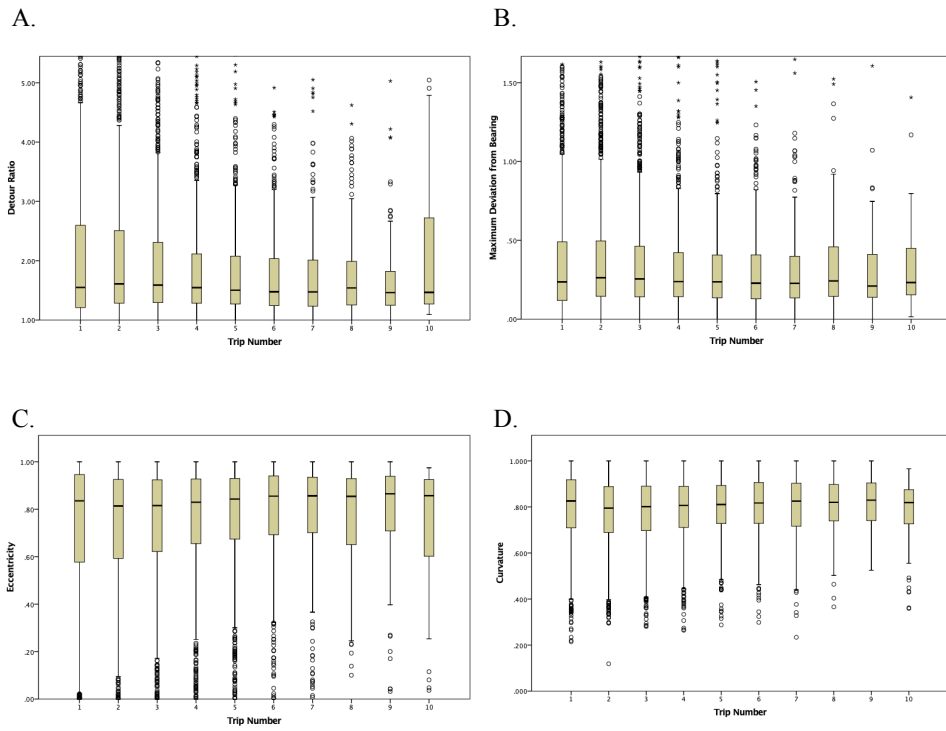 A.
5.00
4.00
3.00
2.00
1.00
Detour Ratio
1 2 3 4 5 6 7 8 9 10
Trip Number
B.
1.50
1.00
.50
.00
Maximum Deviation from Bearing
1 2 3 4 5 6 7 8 9 10
Trip Number
C.
1.00
.80
.60
.40
.20
.00
Eccentricity
1 2 3 4 5 6 7 8 9 10
Trip Number
D.
1.000
.800
.600
.400
.200
.000
Curvature
1 2 3 4 5 6 7 8 9 10
Trip Number